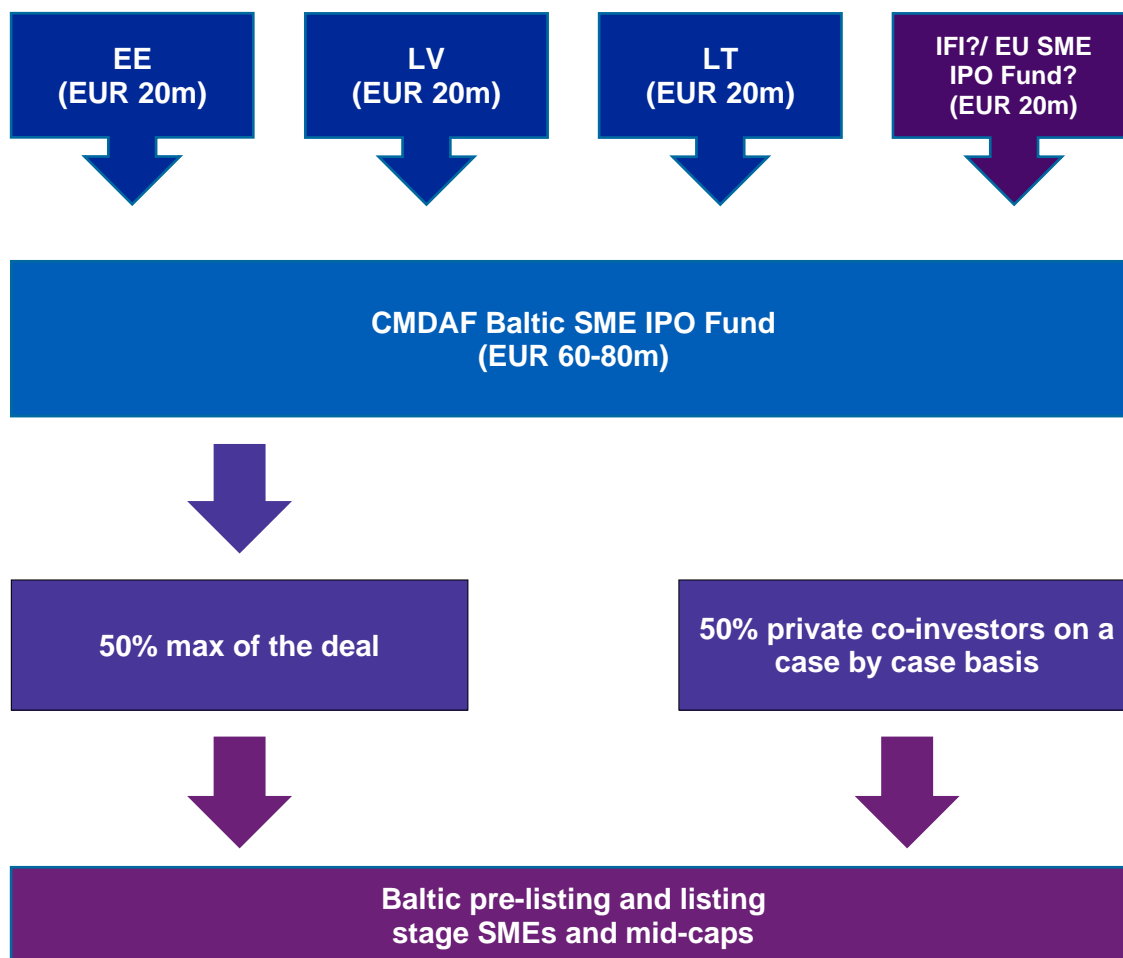 EE
(EUR 20m)
LV
(EUR 20m)
LT
(EUR 20m)
IFI?/ EU SME
IPO Fund?
(EUR 20m)
CMDAF Baltic SME IPO Fund
(EUR 60-80m)
50% max of the deal
50% private co-investors on a
case by case basis
Baltic pre-listing and listing
stage SMEs and mid-caps